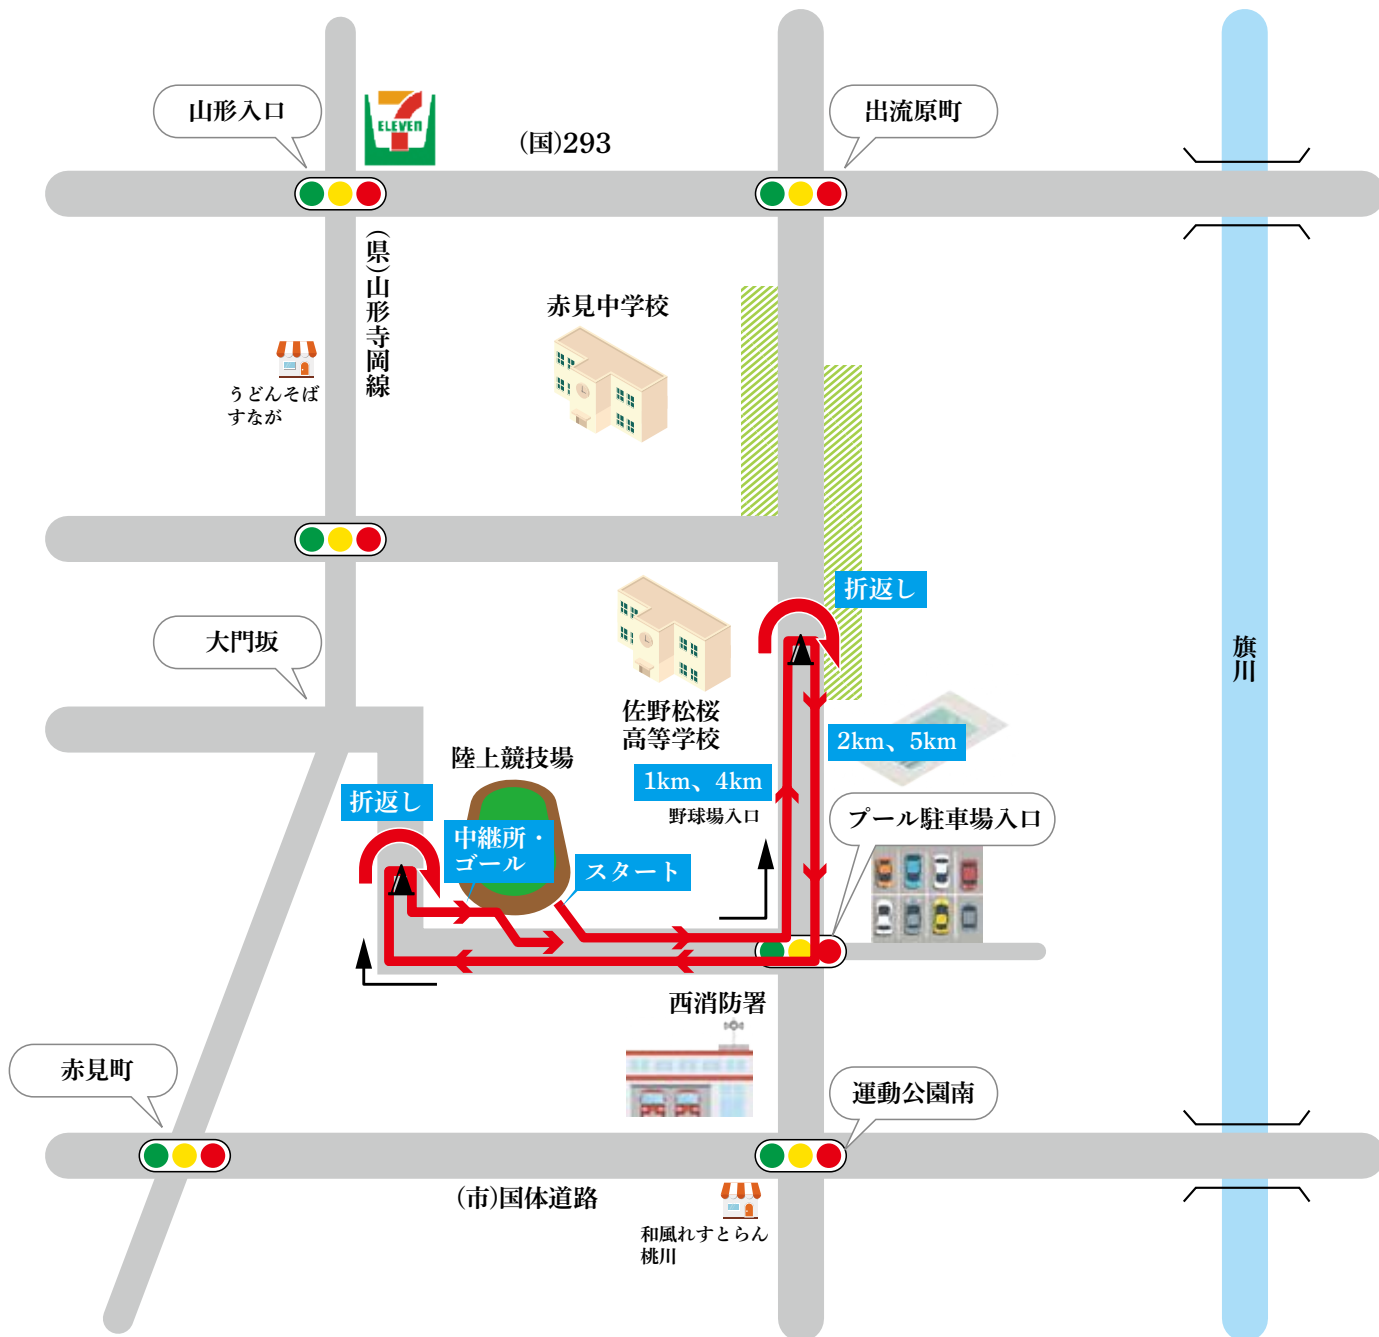 山形入口
7
ELEVEN
(国)293
出流原町
(県)山形寺岡線
赤見中学校
うどんそば
すなが
折返し
大門坂
旗川
佐野松桜
高等学校
陸上競技場
2km、5km
1km、4km
折返し
野球場入口
プール駐車場入口
中継所・
ゴール
スタート
西消防署
赤見町
運動公園南
(市)国体道路
和風れすとらん
桃川